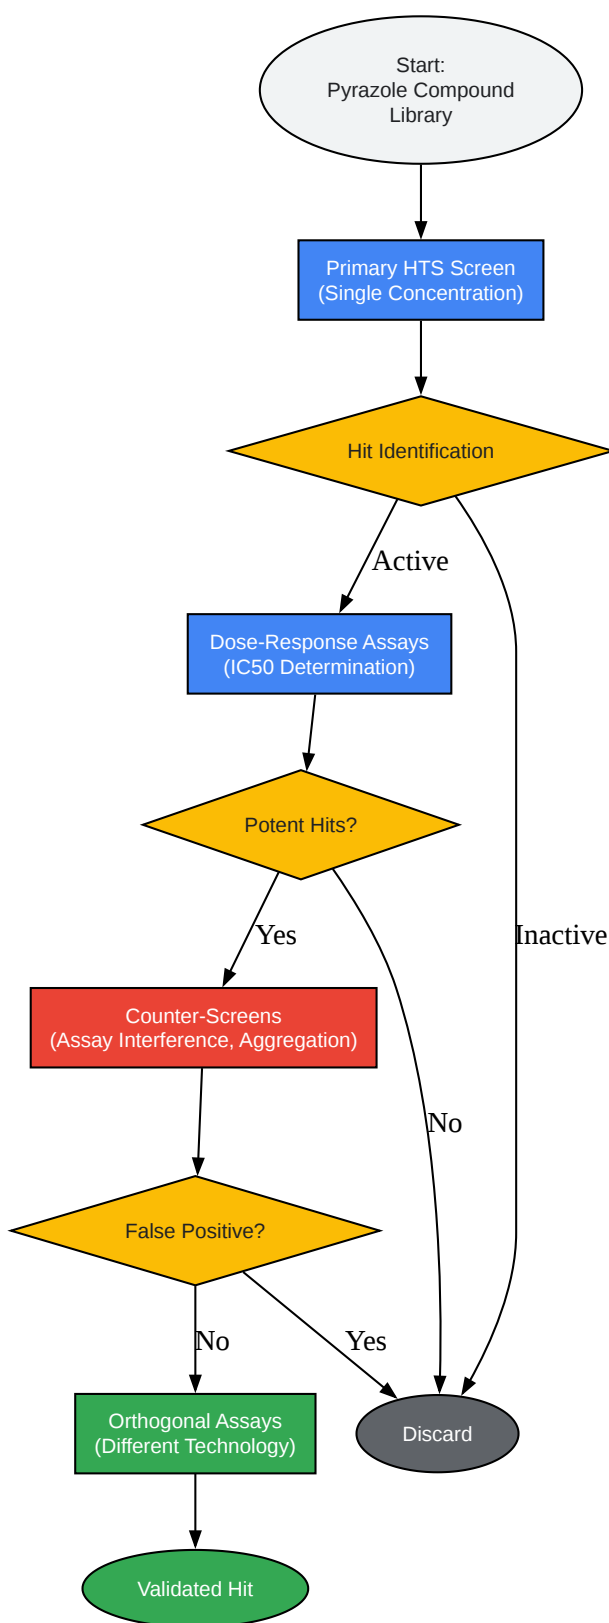 Start:
Pyrazole Compound
Library
Primary HTS Screen
(Single Concentration)
Hit Identification
Active
Dose-Response Assays
(IC50 Determination)
Potent Hits?
Yes
Inactive
Counter-Screens
(Assay Interference, Aggregation)
No
False Positive?
No
Yes
Orthogonal Assays
(Different Technology)
Discard
Validated Hit